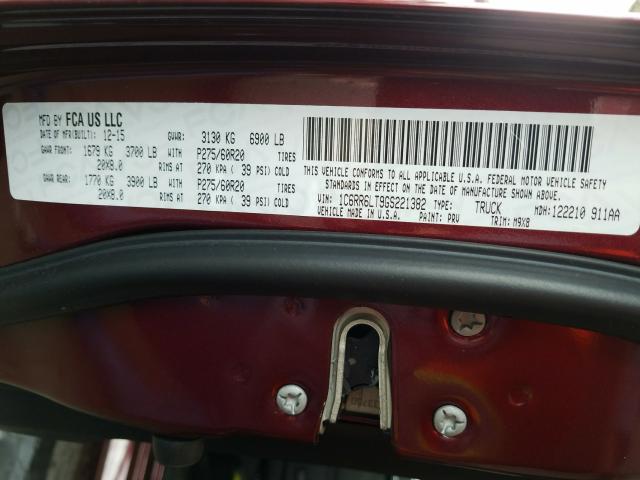 MFD BY FCA US LLC
DATE OF MFR(BUILT): 12-15 GVWR: 3130 KG 6900 LB
GAWR FRONT: 1679 KG 3700 LB WITH P275/60R20 TIRES
20X8.0 RIMS AT 270 KPA ( 39 PSI) COLD
GAWR REAR: 1770 KG 3900 LB WITH P275/60R20 TIRES
20X8.0 RIMS AT 270 KPA ( 39 PSI) COLD
THIS VEHICLE CONFORMS TO ALL APPLICABLE U.S.A. FEDERAL MOTOR VEHICLE SAFETY
STANDARDS IN EFFECT ON THE DATE OF MANUFACTURE SHOWN ABOVE.
VIN: 1C6RR6LT9GS221382 TYPE: TRUCK MDH: 122210 911AA
VEHICLE MADE IN U.S.A. PAINT: PRV TRIM: M9X8